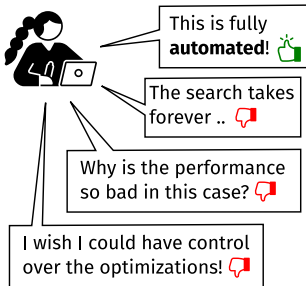 This is fully
automated!
The search takes
forever ..
Why is the performance
so bad in this case?
I wish I could have control
over the optimizations!